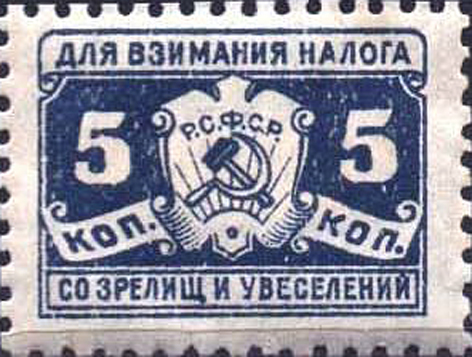 ДЛЯ ВЗИМАНИЯ НАЛОГА
Р.С.Ф.С.Р.
5 5
КОП. КОП.
СО ЗРЕЛИЩ И УВЕСЕЛЕНИЙ